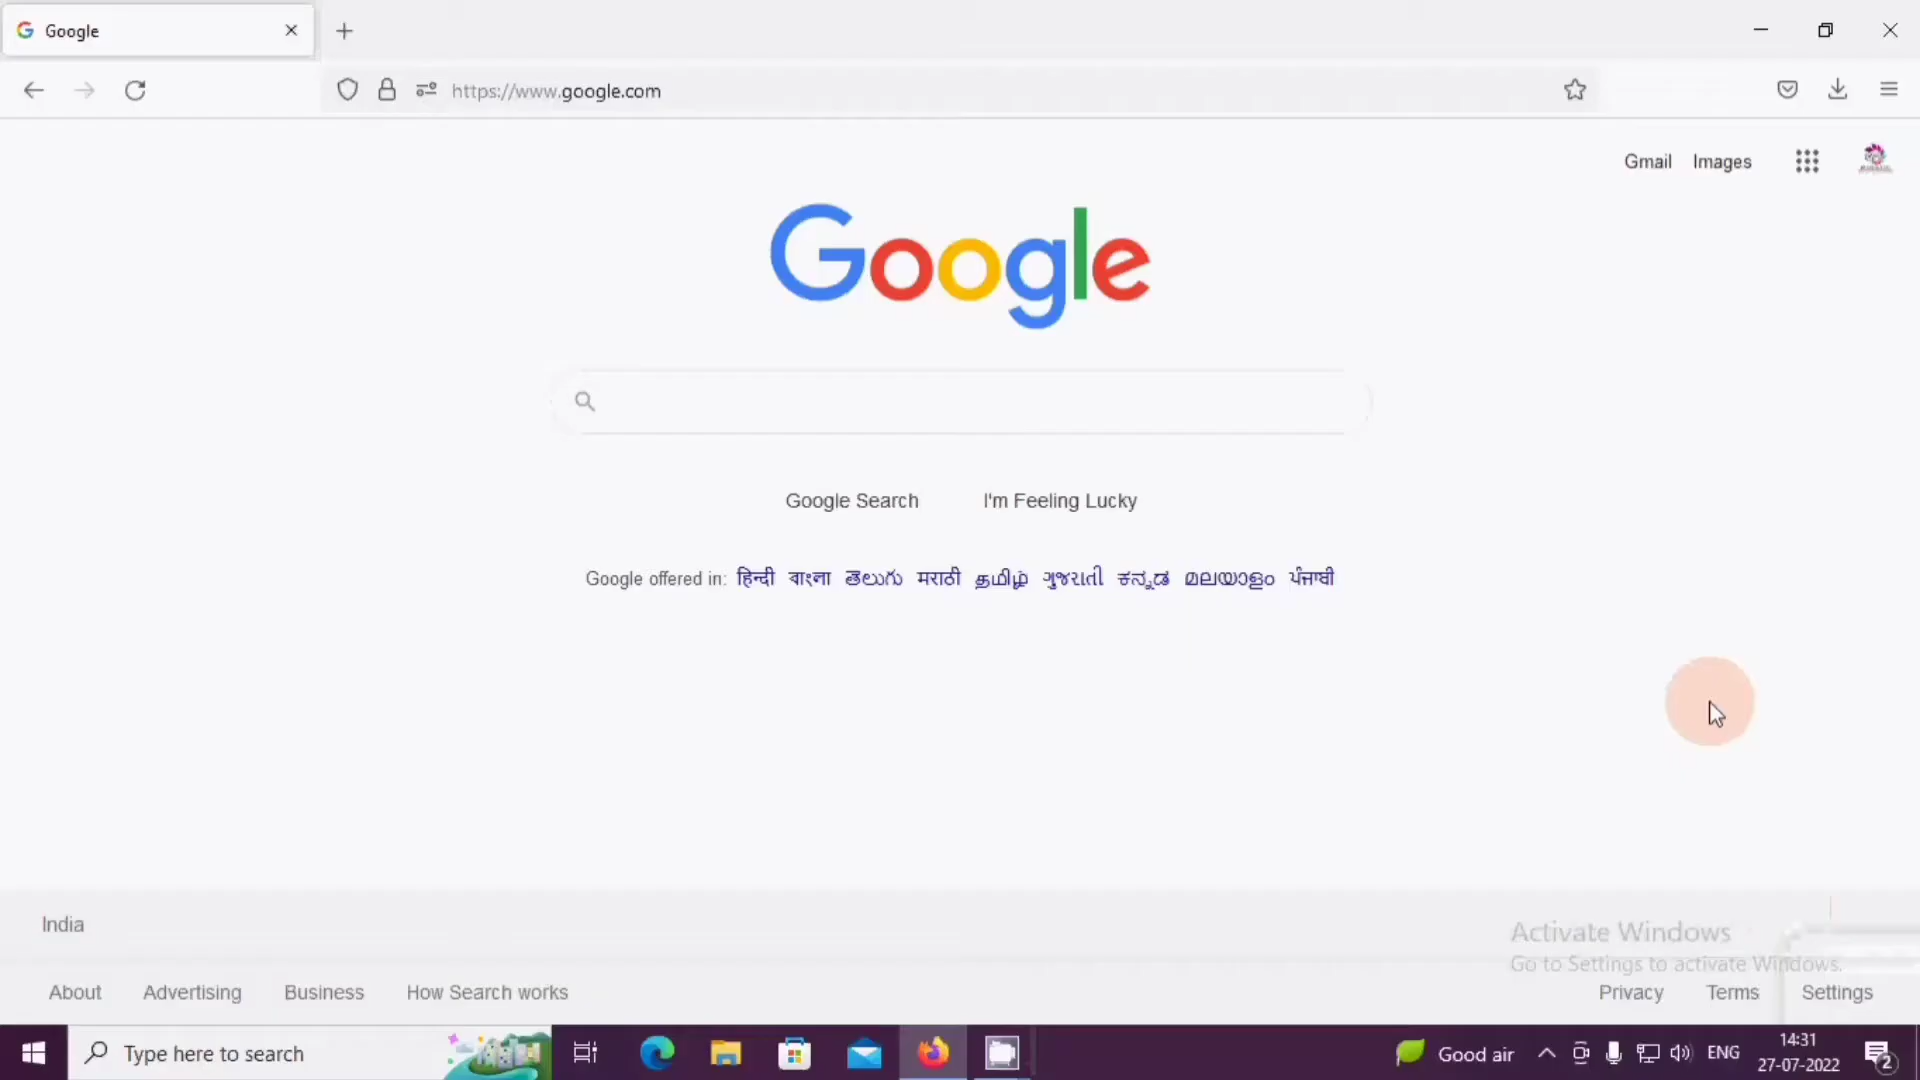 Google
https://www.google.com
Gmail Images
Google
Google Search I'm Feeling Lucky
Google offered in: हिन्दी বাংলা తెలుగు मराठी தமிழ் ગુજરાતી ಕನ್ನಡ മലയാളം ਪੰਜਾਬੀ
India
Activate Windows
Go to Settings to activate Windows.
About Advertising Business How Search works Privacy Terms Settings
Type here to search Good air ENG 14:31
27-07-2022
2